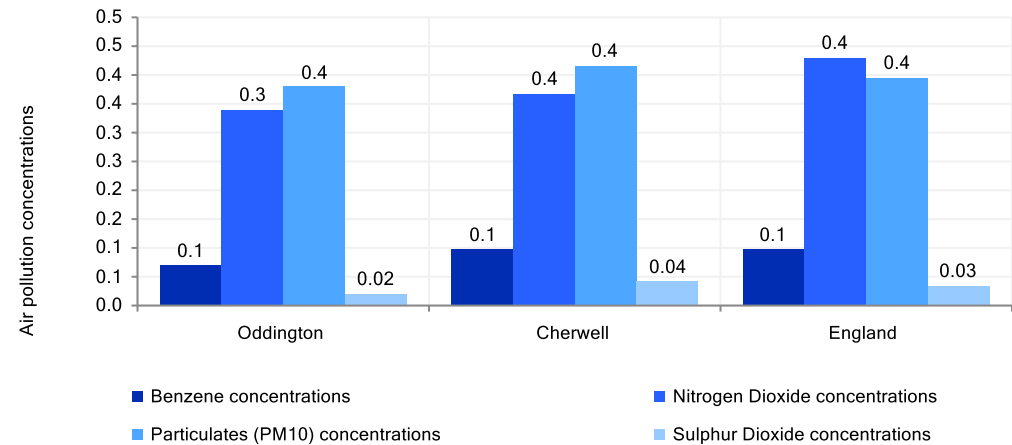 Air pollution concentrations
0.5
0.5
0.4
0.4
0.3
0.3
0.2
0.2
0.1
0.1
0.0
0.1
0.3
0.4
0.02
0.1
0.4
0.4
0.04
0.1
0.4
0.4
0.03
Oddington
Cherwell
England
Benzene concentrations
Nitrogen Dioxide concentrations
Particulates (PM10) concentrations
Sulphur Dioxide concentrations